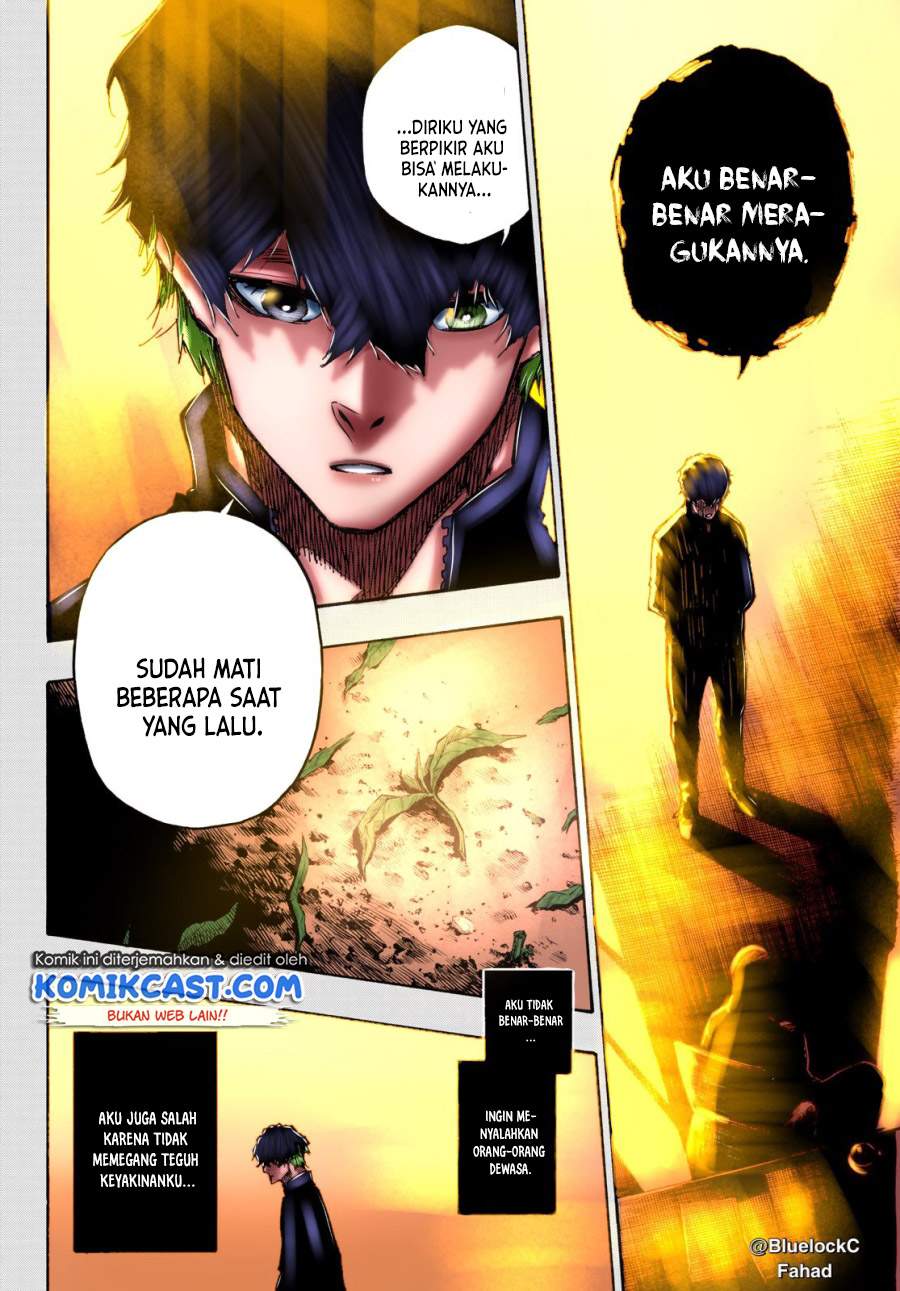 AKU BENAR-
BENAR MERA-
GUKANNYA.
...DIRIKU YANG
BERPIKIR AKU
BISA' MELAKU-
KANNYA...
SUDAH MATI
BEBERAPA SAAT
YANG LALU.
AKU TIDAK
BENAR-BENAR
...
INGIN ME-
NYALAHKAN
ORANG-ORANG
DEWASA.
AKU JUGA SALAH
KARENA TIDAK
MEMEGANG TEGUH
KEYAKINANKU...
Komik ini diterjemahkan & diedit oleh
KOMIKCAST.COM
BUKAN WEB LAIN!!
@BluelockC
Fahad